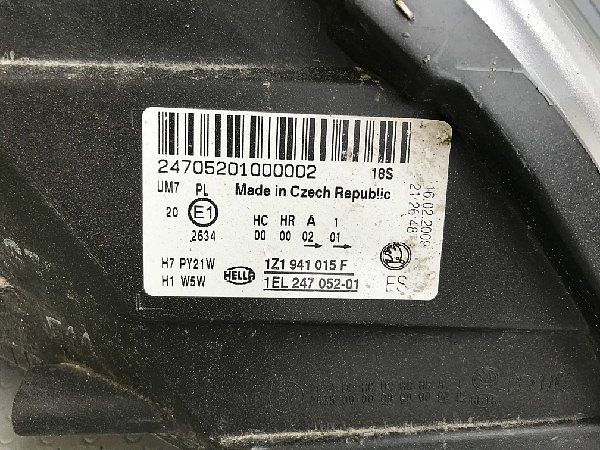 24705201000002 18S
UM7 PL Made in Czech Republic
20 E1 HC HR A 1
2634 00 00 02 01
H7 PY21W HELLA 1Z1 941 015 F
H1 W5W 1EL 247 052-01
ES
16.02.2009
21:26:48